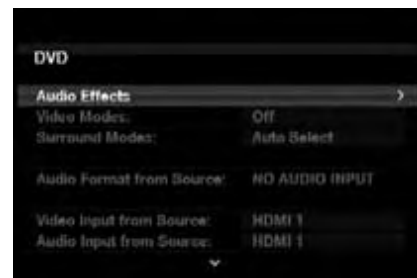 DVD
Audio Effects
Video Modes: Off
Surround Modes: Auto Select
Audio Format from Source: NO AUDIO INPUT
Video Input from Source: HDMI 1
Audio Input from Source: HDMI 1